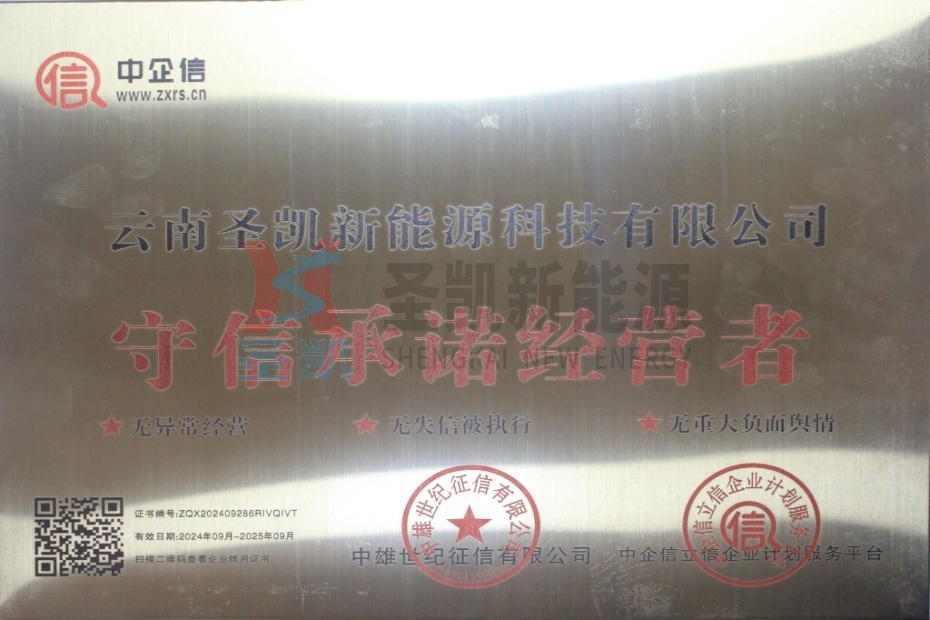 信
中企信
www.zxrs.cn
云南圣凯新能源科技有限公司
圣凯新能源
SHENGKAI NEW ENERGY
圣凯
守信承诺经营者
★无异常经营
★无失信被执行
★无重大负面舆情
证书编号:ZQX202409286RIVQIVT
有效日期:2024年09月-2025年09月
扫描二维码查看企业信用证书
中雄世纪征信有限公司
中雄世纪征信有限公司
中企信立信企业计划服务平台
中企信立信企业计划服务平台
信